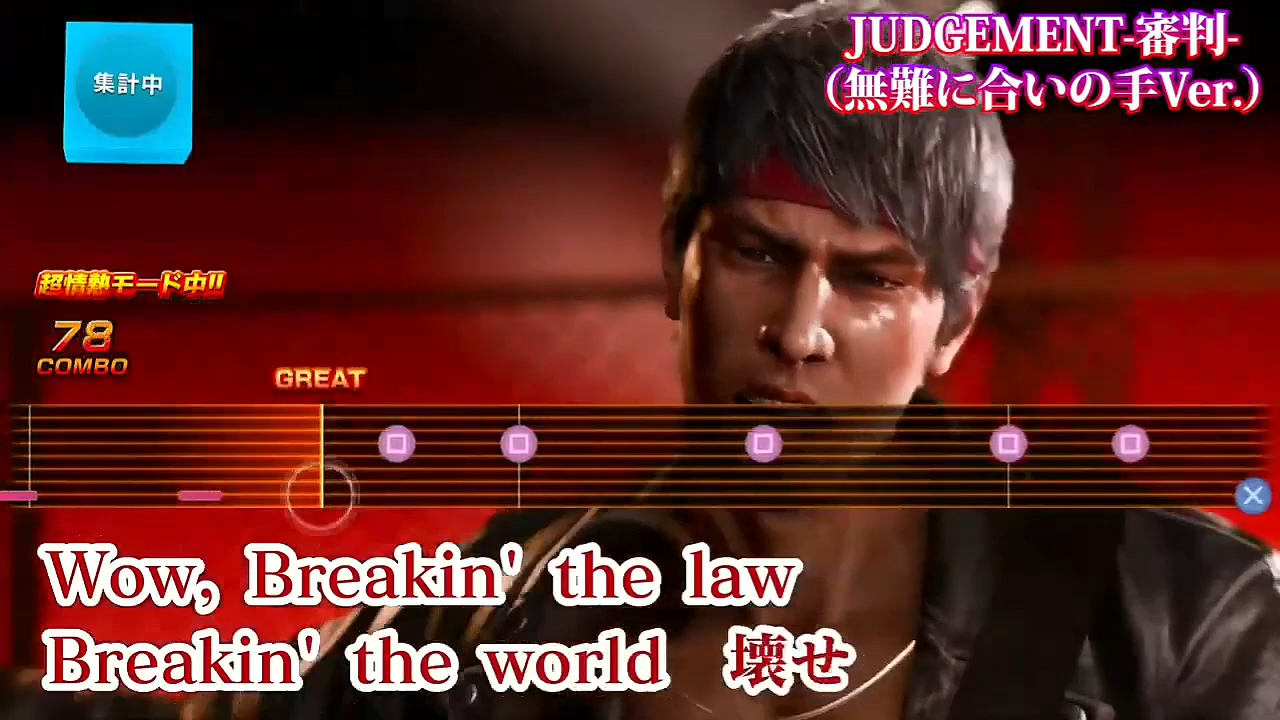 JUDGEMENT-審判-
(無難に合いの手Ver.)
集計中
超情熱モード中!!
78
COMBO
GREAT
Wow, Breakin' the law
Breakin' the world 壊せ